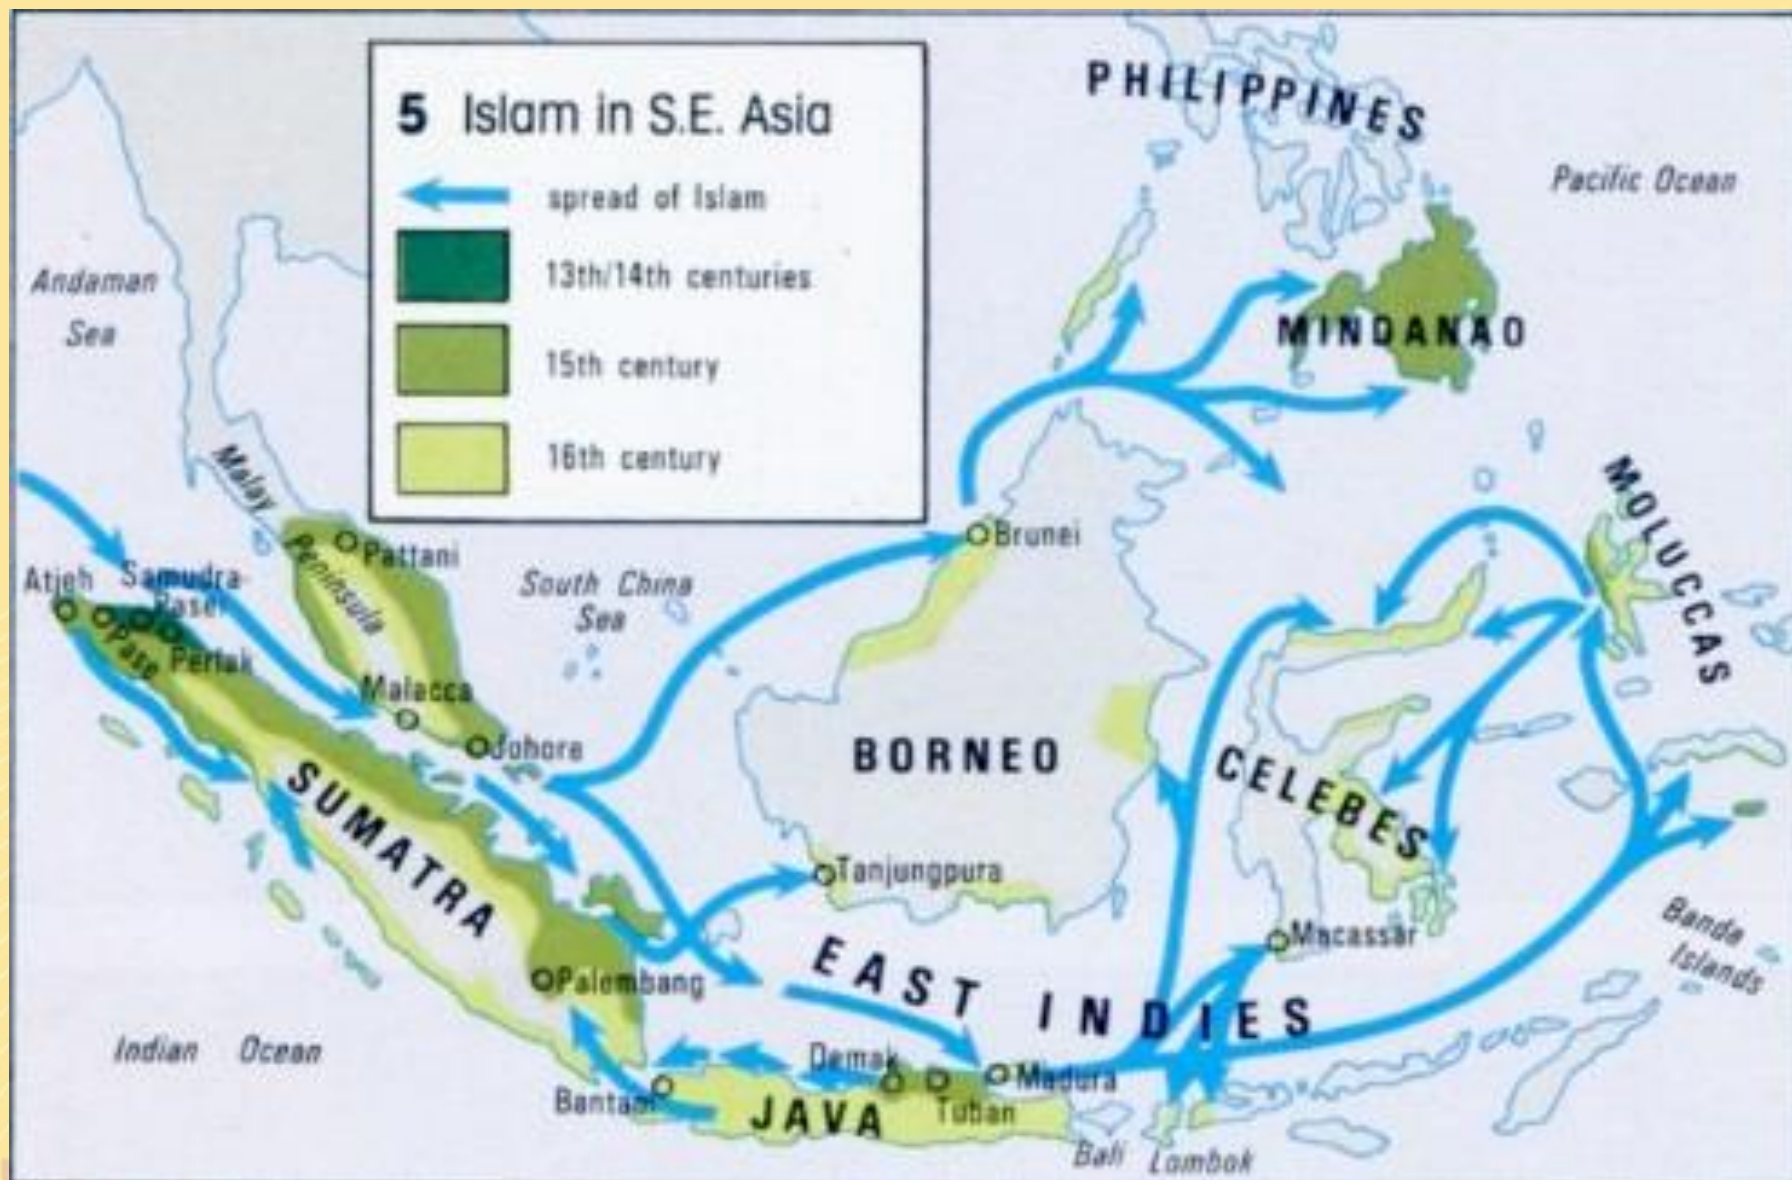 5 Islam in S.E. Asia
spread of Islam
13th/14th centuries
15th century
16th century
PHILIPPINES
Pacific Ocean
Andaman
Sea
MINDANAO
Malay
Peninsula
Pattani
Brunei
MOLUCCAS
South China
Sea
Atjeh
Samudra-
Pasei
Pase
Perlak
Malacca
Johore
SUMATRA
BORNEO
CELEBES
Tanjungpura
Macassar
Banda
Islands
EAST INDIES
Palembang
Indian Ocean
Demak
Madura
Bantam
JAVA
Tuban
Bali
Lombok